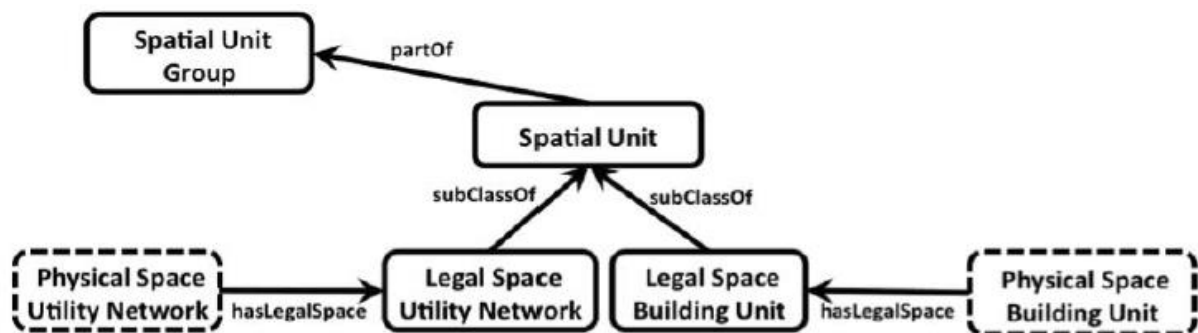 Spatial Unit
Group
partOf
Spatial Unit
subClassOf
subClassOf
Physical Space
Utility Network
hasLegalSpace
Legal Space
Utility Network
Legal Space
Building Unit
hasLegalSpace
Physical Space
Building Unit